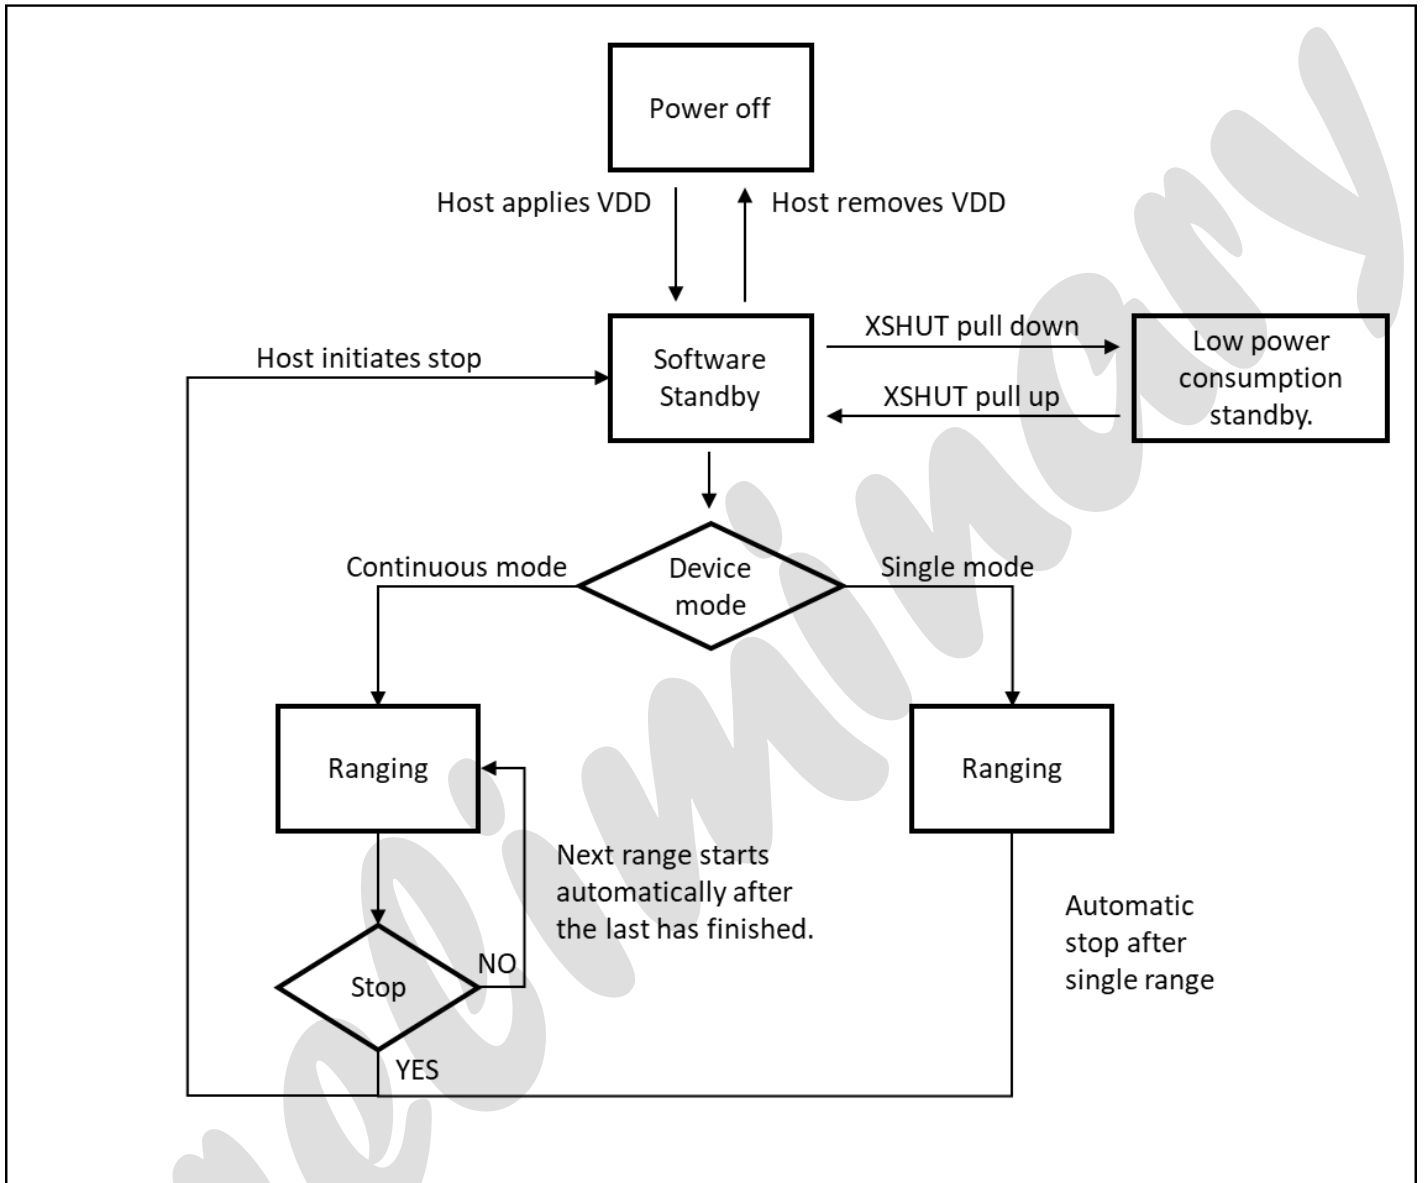 Power off
Host applies VDD
Host removes VDD
XSHUT pull down
Low power
consumption
standby.
Software
Standby
Host initiates stop
XSHUT pull up
Continuous mode
Device
mode
Single mode
Ranging
Ranging
Next range starts
automatically after
the last has finished.
Automatic
stop after
single range
NO
Stop
YES
Preliminary